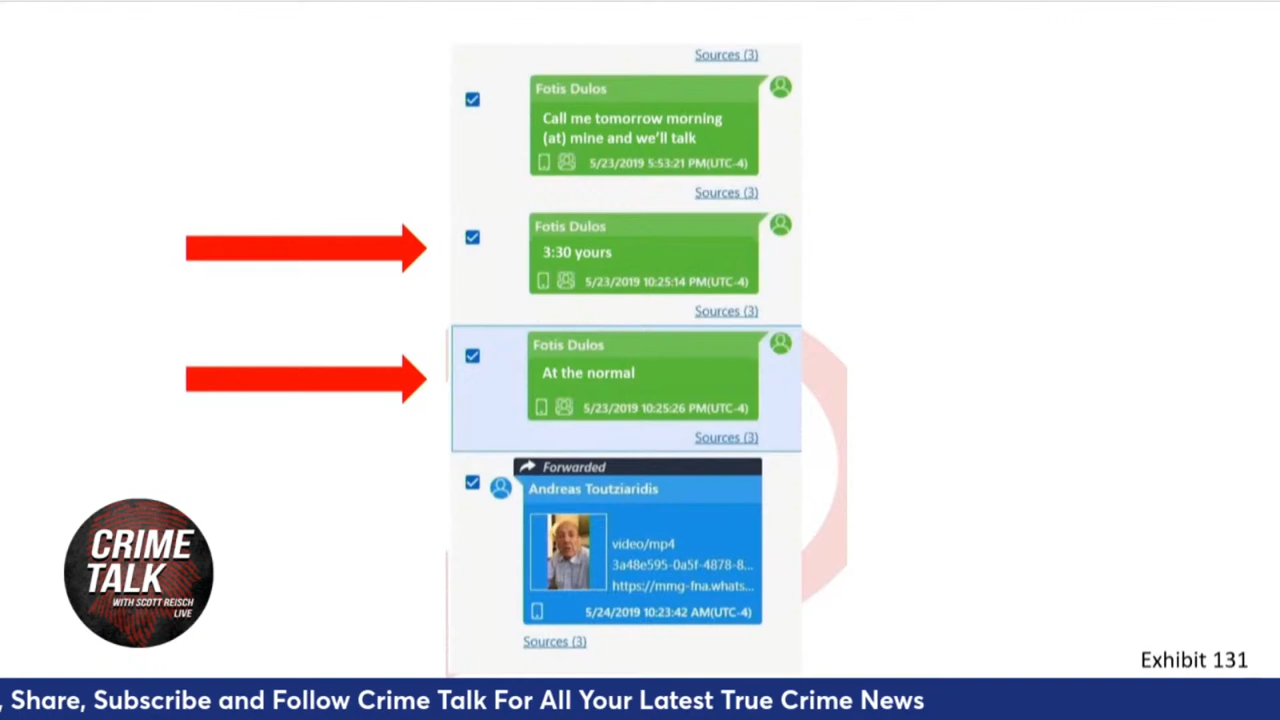 Sources (3)
Fotis Dulos
Call me tomorrow morning
(at) mine and we'll talk
5/23/2019 5:53:21 PM(UTC-4)
Sources (3)
Fotis Dulos
3:30 yours
5/23/2019 10:25:14 PM(UTC-4)
Sources (3)
Fotis Dulos
At the normal
5/23/2019 10:25:26 PM(UTC-4)
Sources (3)
Forwarded
Andreas Toutziaridis
video/mp4
3a48e595-0a5f-4878-8...
https://mmg-fna.whats...
5/24/2019 10:23:42 AM(UTC-4)
Sources (3)
CRIME
TALK
WITH SCOTT REISCH
LIVE
Exhibit 131
, Share, Subscribe and Follow Crime Talk For All Your Latest True Crime News